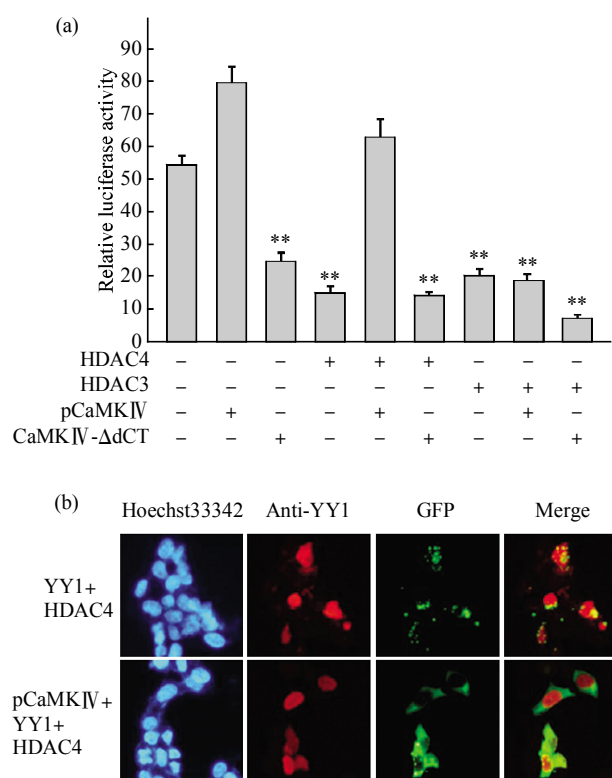 (a)
Relative luciferase activity
90
80
70
60
50
40
30
20
10
0
** ** ** ** ** **
HDAC4 – – – + + + – – –
HDAC3 – – – – – – + + +
pCaMKⅣ – + – – + – – + –
CaMKⅣ-ΔdCT – – + – – + – – +
(b)
Hoechst33342 Anti-YY1 GFP Merge
YY1+
HDAC4
pCaMKⅣ+
YY1+
HDAC4